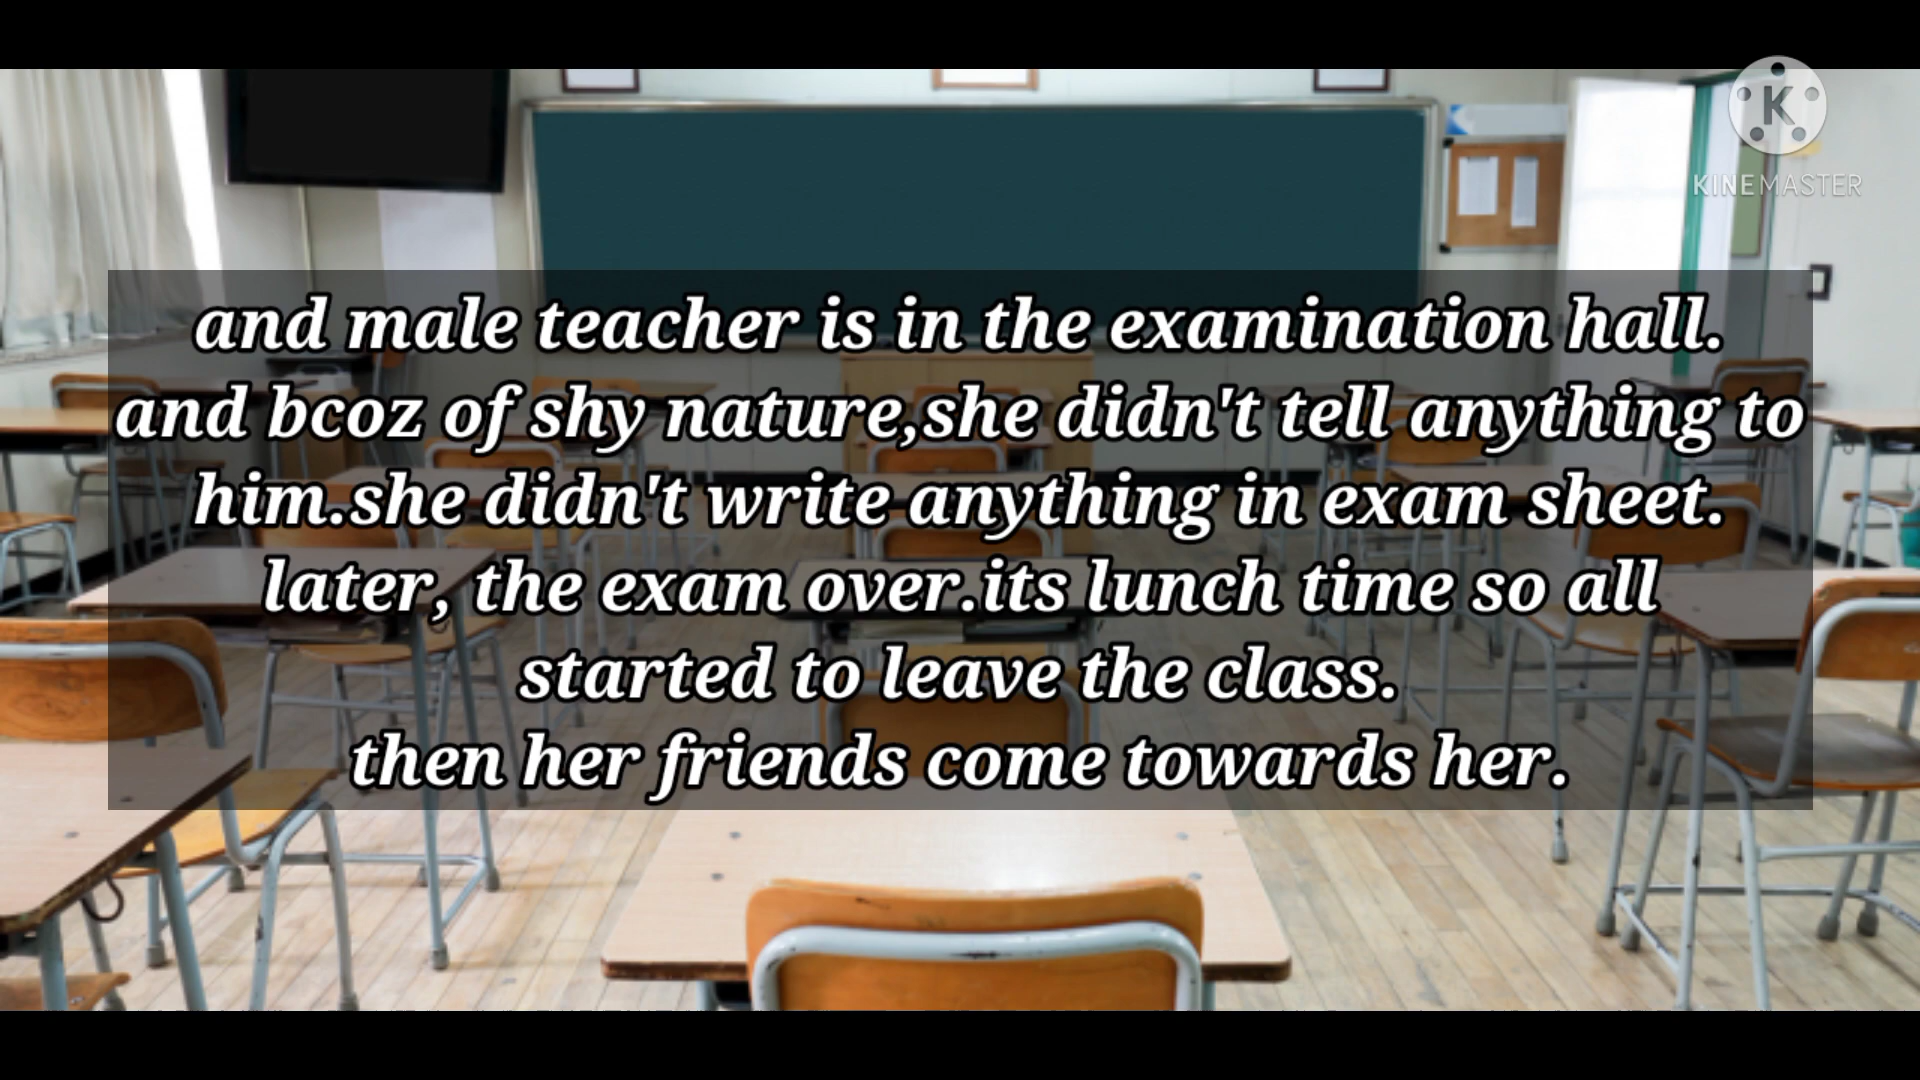 KINEMASTER
and male teacher is in the examination hall.
and bcoz of shy nature,she didn't tell anything to
him.she didn't write anything in exam sheet.
later, the exam over.its lunch time so all
started to leave the class.
then her friends come towards her.